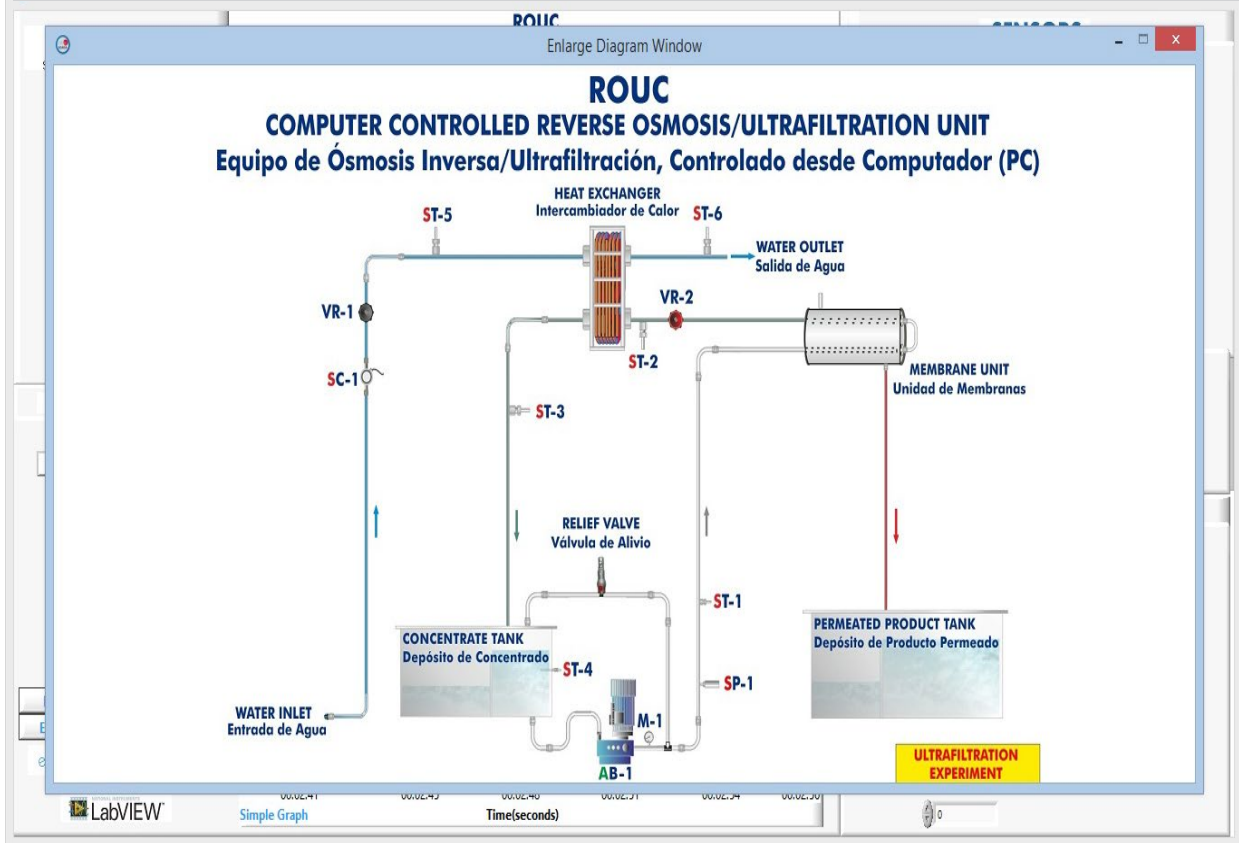 ROUC
SENSORS
Enlarge Diagram Window
x
ROUC
COMPUTER CONTROLLED REVERSE OSMOSIS/ULTRAFILTRATION UNIT
Equipo de Ósmosis Inversa/Ultrafiltración, Controlado desde Computador (PC)
HEAT EXCHANGER
Intercambiador de Calor
ST-5
ST-6
WATER OUTLET
Salida de Agua
VR-1
VR-2
ST-2
SC-1
MEMBRANE UNIT
Unidad de Membranas
ST-3
RELIEF VALVE
Válvula de Alivio
ST-1
CONCENTRATE TANK
Depósito de Concentrado
ST-4
PERMEATED PRODUCT TANK
Depósito de Producto Permeado
SP-1
WATER INLET
Entrada de Agua
M-1
AB-1
ULTRAFILTRATION
EXPERIMENT
LabVIEW
Simple Graph
Time(seconds)
0